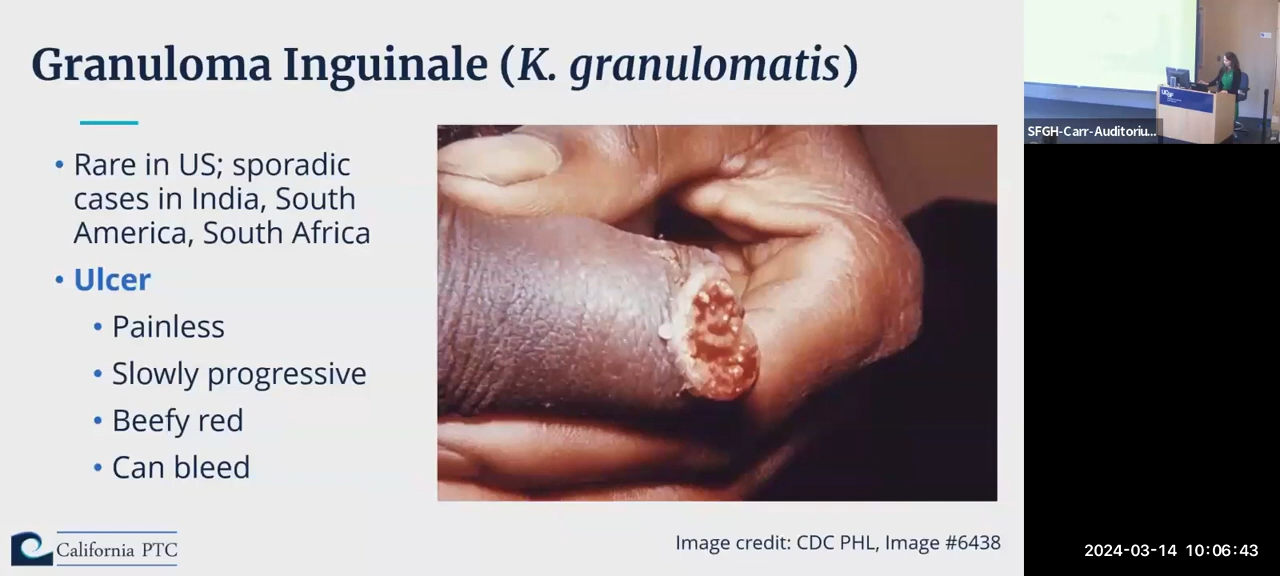 Granuloma Inguinale (K. granulomatis)
• Rare in US; sporadic
cases in India, South
America, South Africa
• Ulcer
• Painless
• Slowly progressive
• Beefy red
• Can bleed
California PTC
Image credit: CDC PHL, Image #6438
UCSF
SFGH-Carr-Auditoriu...
2024-03-14 10:06:43